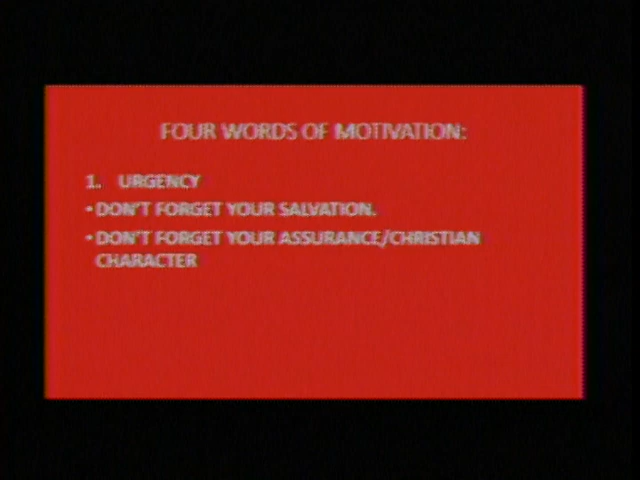 FOUR WORDS OF MOTIVATION:
1. URGENCY
• DON'T FORGET YOUR SALVATION.
• DON'T FORGET YOUR ASSURANCE/CHRISTIAN
CHARACTER